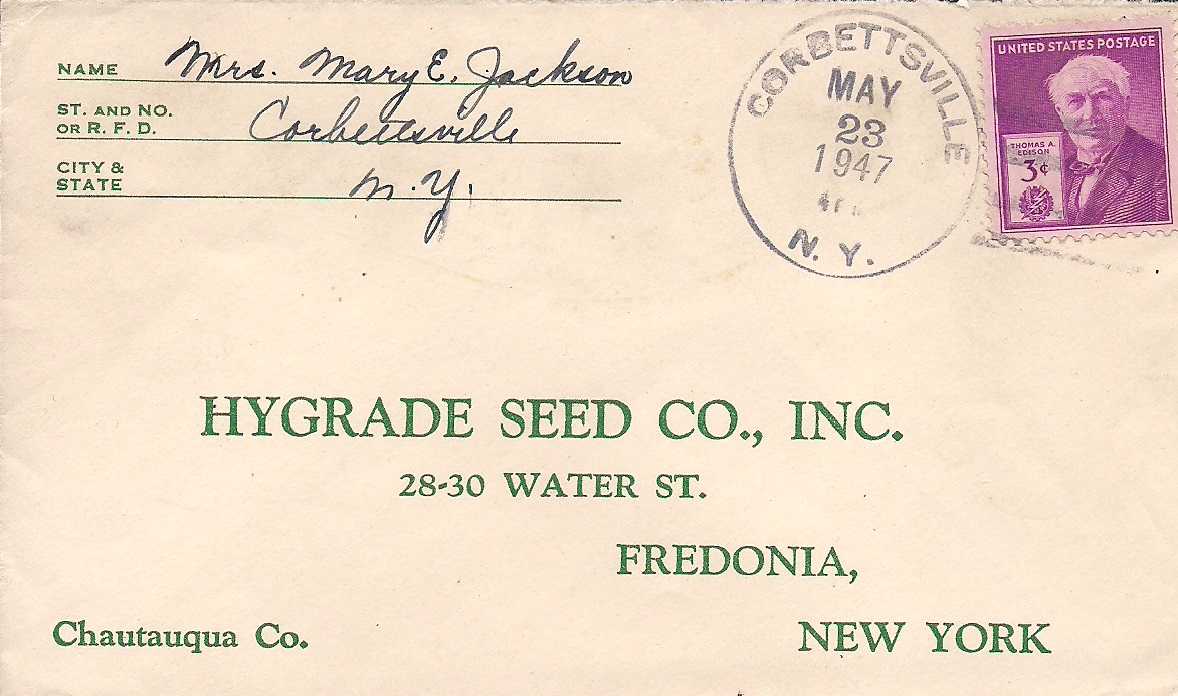 NAME Mrs. Mary E. Jackson
ST. AND NO.
OR R. F. D. Corbettsville
CITY &
STATE N.Y.
CORBETTSVILLE
MAY
23
1947
N. Y.
UNITED STATES POSTAGE
THOMAS A.
EDISON
3¢
HYGRADE SEED CO., INC.
28-30 WATER ST.
FREDONIA,
Chautauqua Co.
NEW YORK